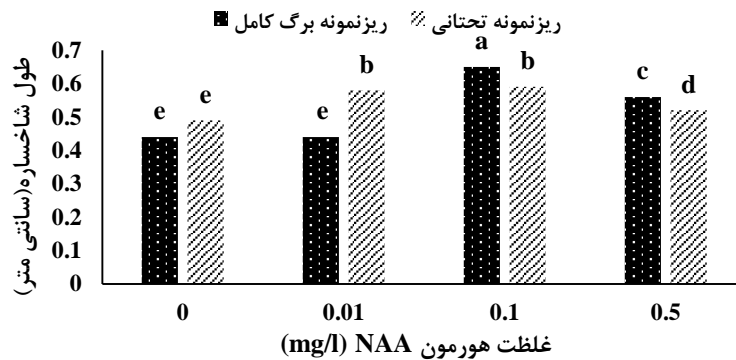 ریزنمونه برگ کامل ریزنمونه تحتانی
طول شاخساره(سانتی متر)
0.7
0.6
0.5
0.4
0.3
0.2
0.1
0
e e e b a b c d
0 0.01 0.1 0.5
غلظت هورمون NAA (mg/l)